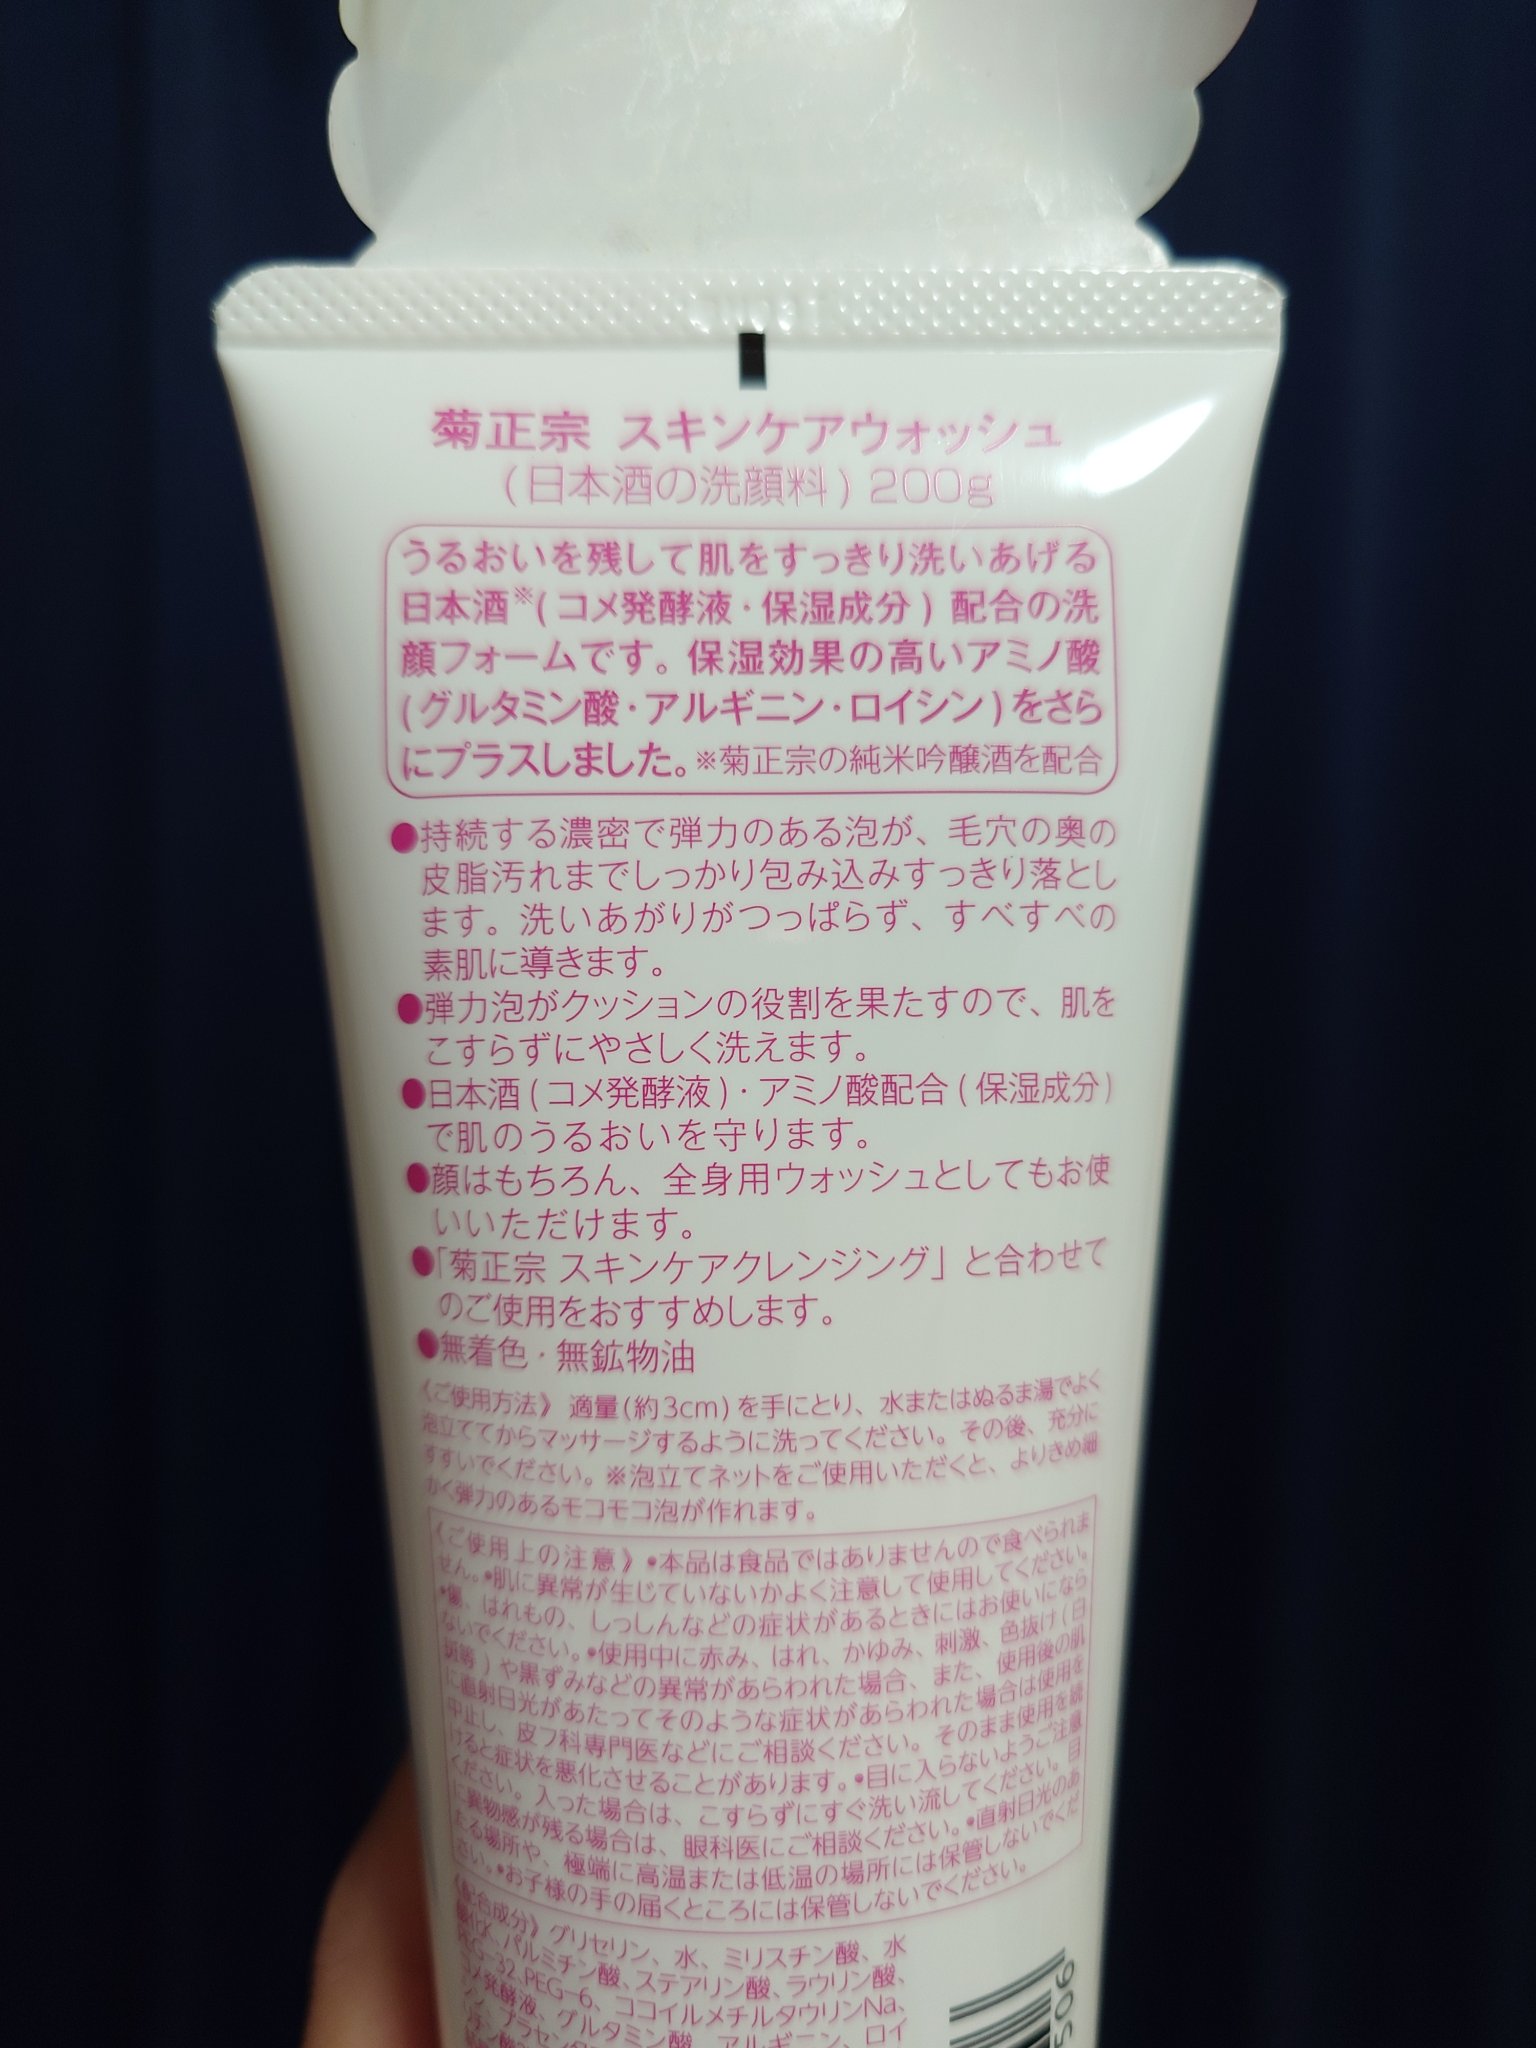 菊正宗 スキンケアウォッシュ
(日本酒の洗顔料) 200g
うるおいを残して肌をすっきり洗いあげる
日本酒※(コメ発酵液・保湿成分) 配合の洗
顔フォームです。保湿効果の高いアミノ酸
(グルタミン酸・アルギニン・ロイシン)をさら
にプラスしました。※菊正宗の純米吟醸酒を配合
●持続する濃密で弾力のある泡が、毛穴の奥の
皮脂汚れまでしっかり包み込みすっきり落とし
ます。洗いあがりがつっぱらず、すべすべの
素肌に導きます。
●弾力泡がクッションの役割を果たすので、肌を
こすらずにやさしく洗えます。
●日本酒(コメ発酵液)・アミノ酸配合(保湿成分)
で肌のうるおいを守ります。
●顔はもちろん、全身用ウォッシュとしてもお使
いいただけます。
●「菊正宗 スキンケアクレンジング」と合わせて
のご使用をおすすめします。
●無着色・無鉱物油
《ご使用方法》 適量(約3cm)を手にとり、水またはぬるま湯でよく
泡立ててからマッサージするように洗ってください。その後、充分に
すすいでください。※泡立てネットをご使用いただくと、よりきめ細
かく弾力のあるモコモコ泡が作れます。
《ご使用上の注意》•本品は食品ではありませんので食べられま
せん。•肌に異常が生じていないかよく注意して使用してください。
•傷、はれもの、しっしんなどの症状があるときにはお使いになら
ないでください。•使用中に赤み、はれ、かゆみ、刺激、色抜け(白
斑等)や黒ずみなどの異常があらわれた場合、また、使用後の肌
に直射日光があたってそのような症状があらわれた場合は使用を
中止し、皮フ科専門医などにご相談ください。そのまま使用を続
けると症状を悪化させることがあります。•目に入らないようご注意
ください。入った場合は、こすらずにすぐ洗い流してください。目
に異物感が残る場合は、眼科医にご相談ください。•直射日光のあ
たる場所や、極端に高温または低温の場所には保管しないでくだ
さい。•お子様の手の届くところには保管しないでください。
《配合成分》グリセリン、水、ミリスチン酸、水
酸化K、パルミチン酸、ステアリン酸、ラウリン酸、
PEG-32、PEG-6、ココイルメチルタウリンNa、
コメ発酵液、グルタミン酸、アルギニン、ロイ
シン、プラセンタ